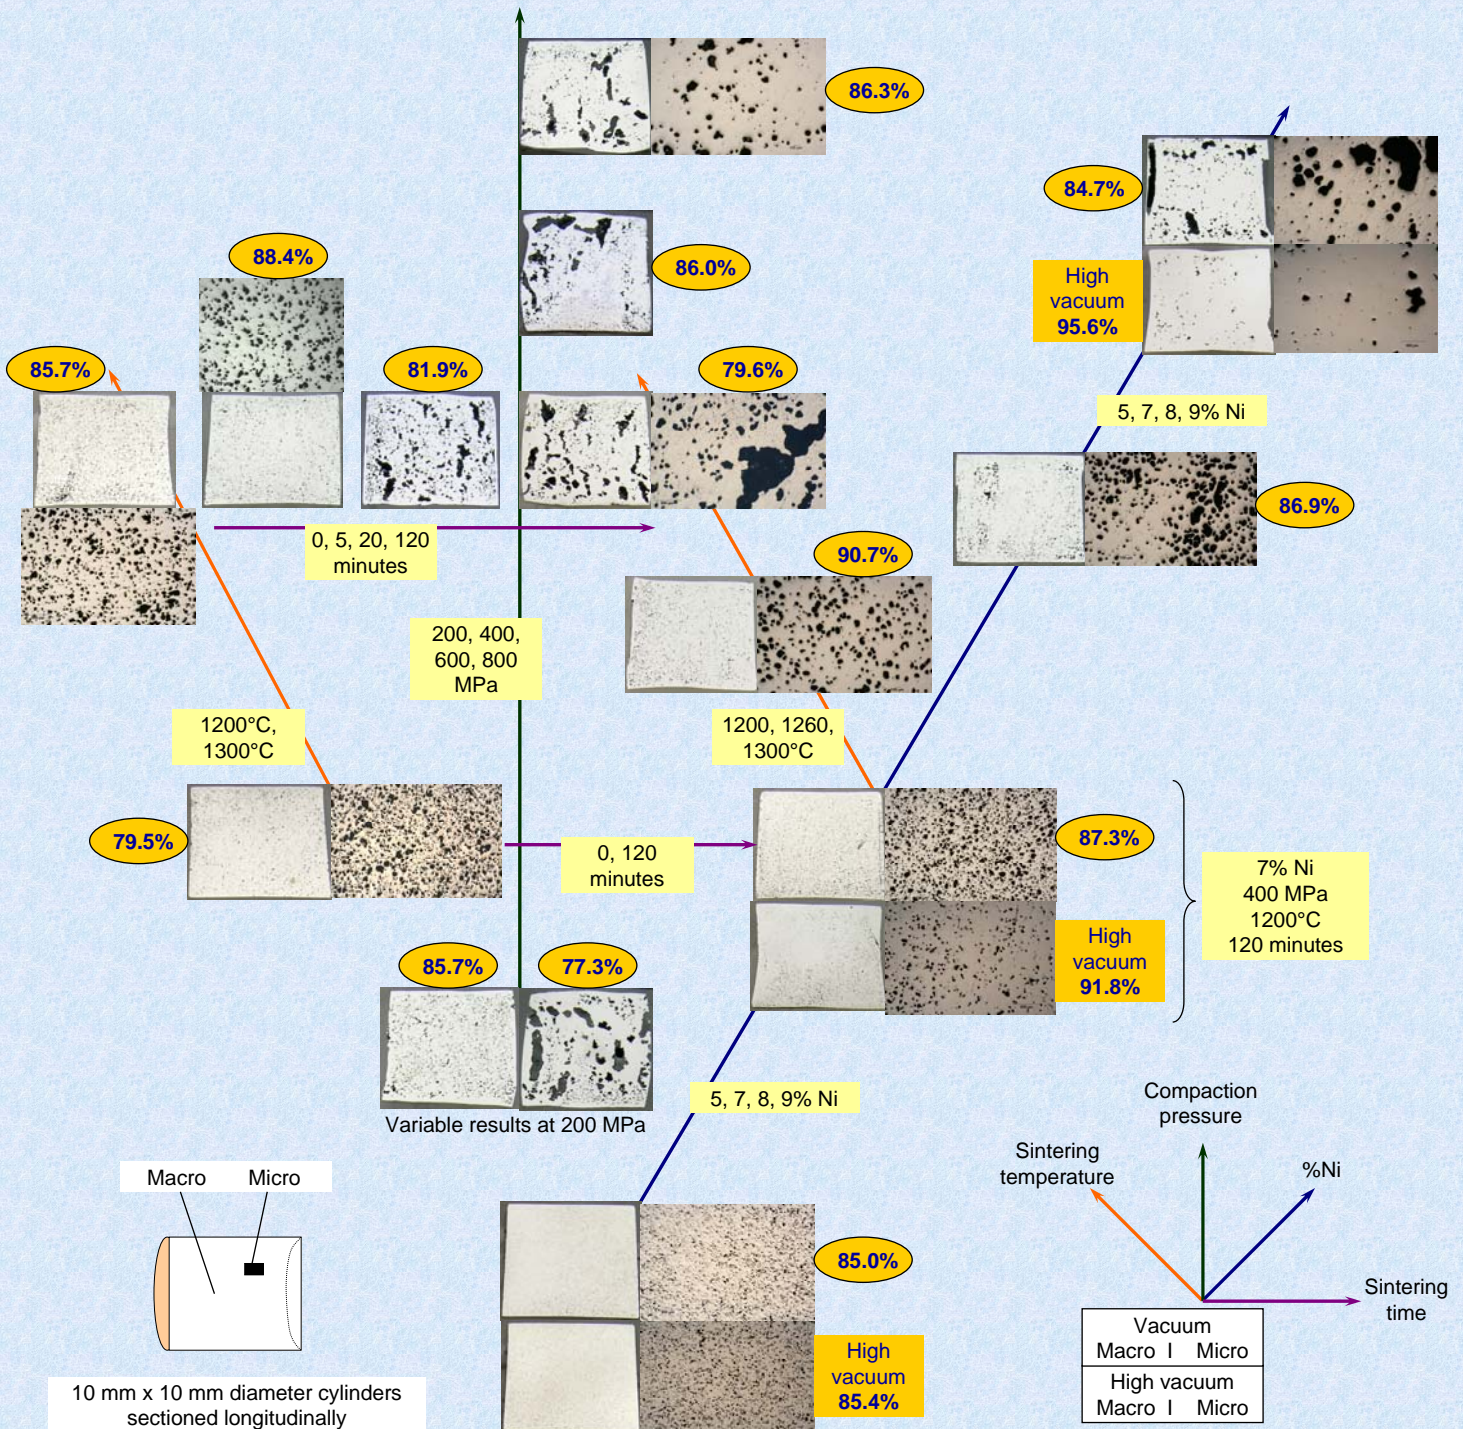 86.3%
84.7%
88.4%
86.0%
High
vacuum
95.6%
85.7%
81.9%
79.6%
5, 7, 8, 9% Ni
86.9%
0, 5, 20, 120
minutes
90.7%
200, 400,
600, 800
MPa
1200°C,
1300°C
1200, 1260,
1300°C
79.5%
0, 120
minutes
87.3%
7% Ni
400 MPa
1200°C
120 minutes
High
vacuum
91.8%
85.7%
77.3%
Variable results at 200 MPa
5, 7, 8, 9% Ni
Compaction
pressure
Sintering
temperature
%Ni
Sintering
time
Macro
Micro
85.0%
Vacuum
Macro I Micro
High vacuum
Macro I Micro
High
vacuum
85.4%
10 mm x 10 mm diameter cylinders
sectioned longitudinally